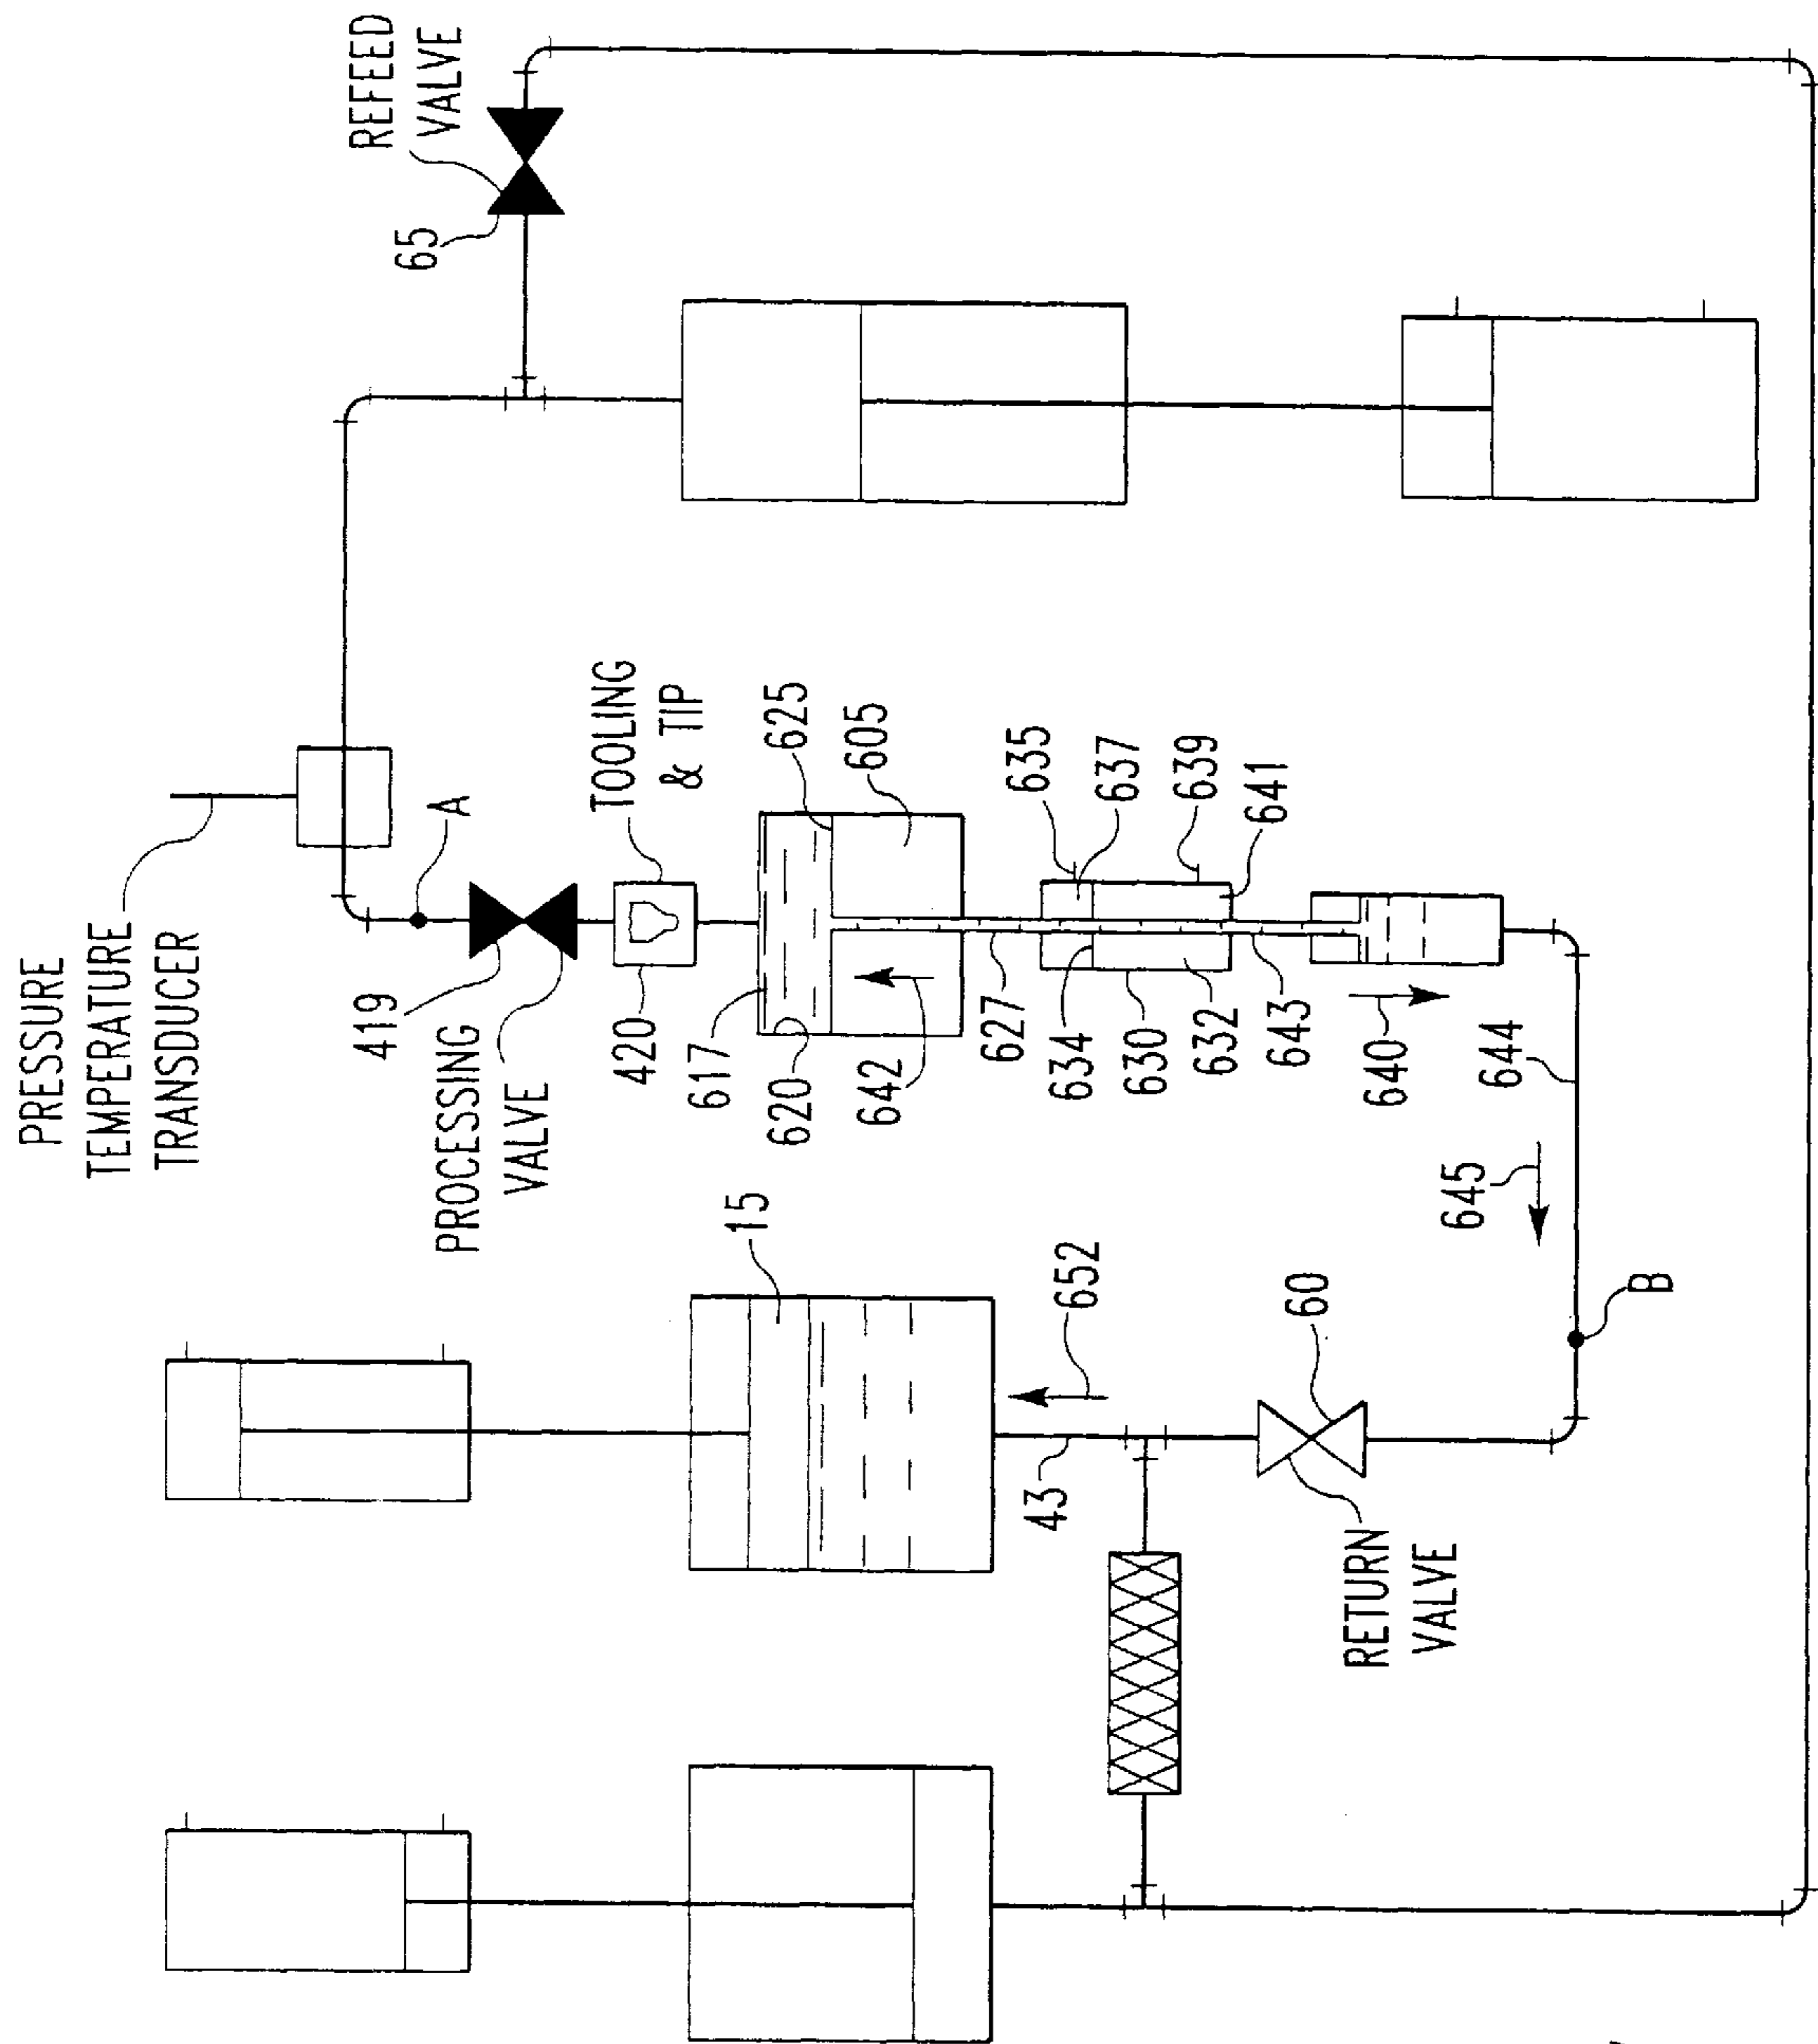 PRESSURE
TEMPERATURE
TRANSDUCER
REFEED
VALVE
65
A
419
PROCESSING
VALVE
TOOLING
& TIP
420
617
620
642
625
605
627
634
630
632
643
635
637
639
641
640
644
645
15
652
43
60
RETURN
VALVE
B